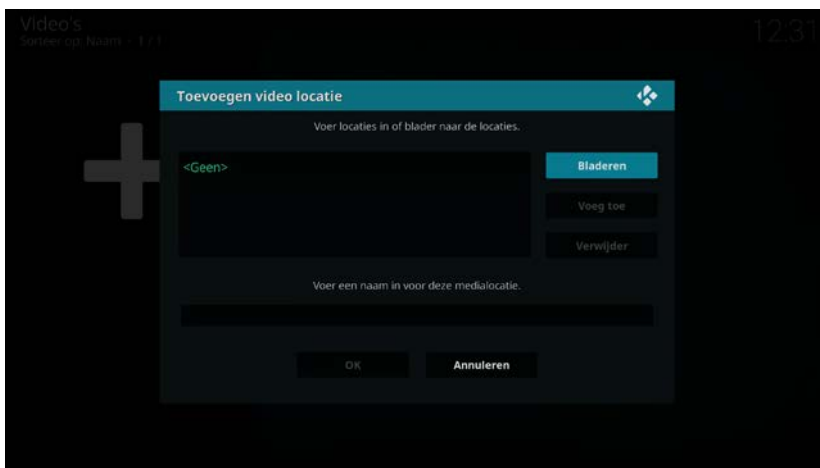 Video's
Sorteer op: Naam · 1 / 1
12:31
Toevoegen video locatie
Voer locaties in of blader naar de locaties.
<Geen>
Bladeren
Voeg toe
Verwijder
Voer een naam in voor deze medialocatie.
OK
Annuleren